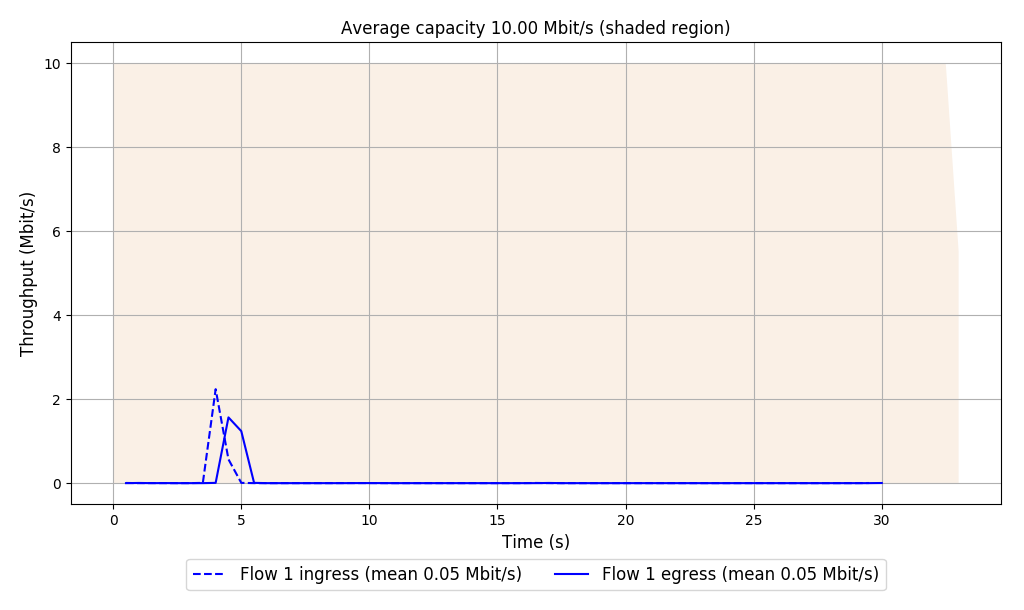 Average capacity 10.00 Mbit/s (shaded region)
10
8
6
4
2
0
Throughput (Mbit/s)
0 5 10 15 20 25 30
Time (s)
Flow 1 ingress (mean 0.05 Mbit/s) Flow 1 egress (mean 0.05 Mbit/s)